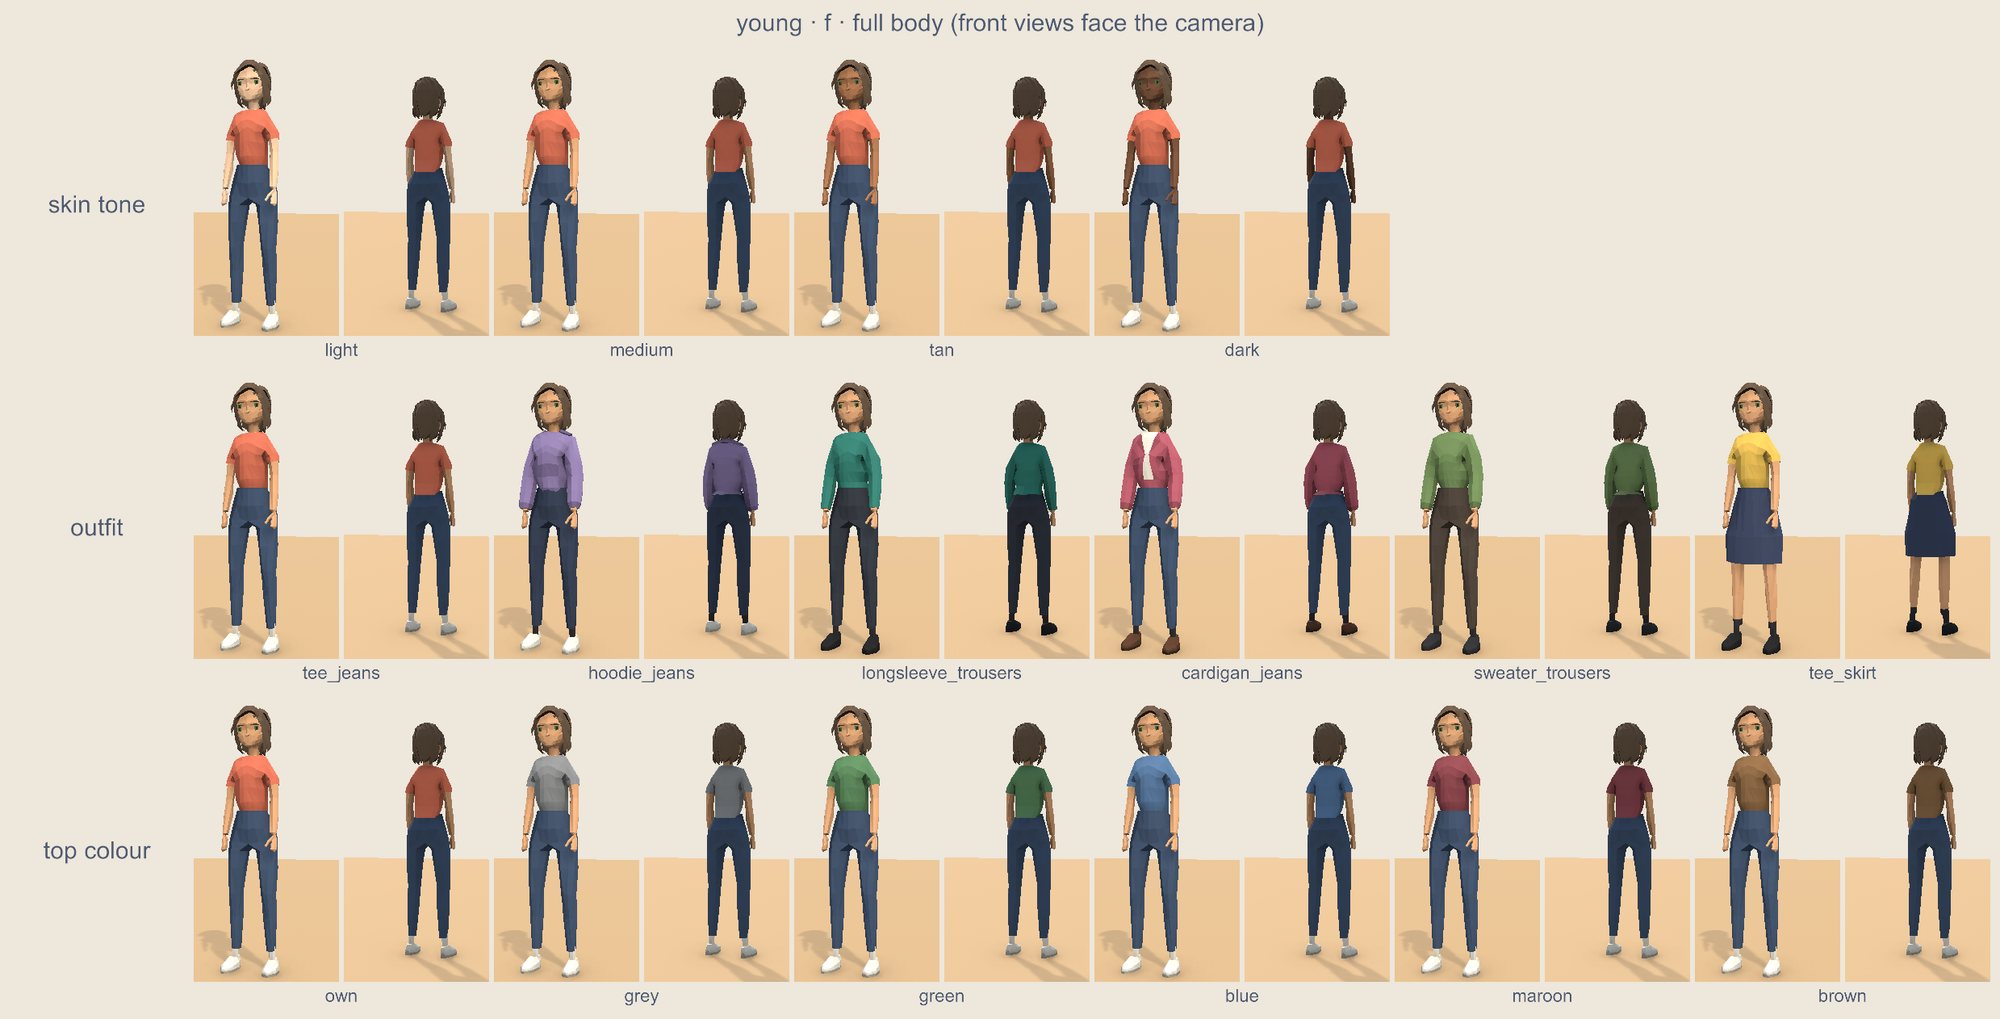 young · f · full body (front views face the camera)
skin tone
light medium tan dark
outfit
tee_jeans hoodie_jeans longsleeve_trousers cardigan_jeans sweater_trousers tee_skirt
top colour
own grey green blue maroon brown